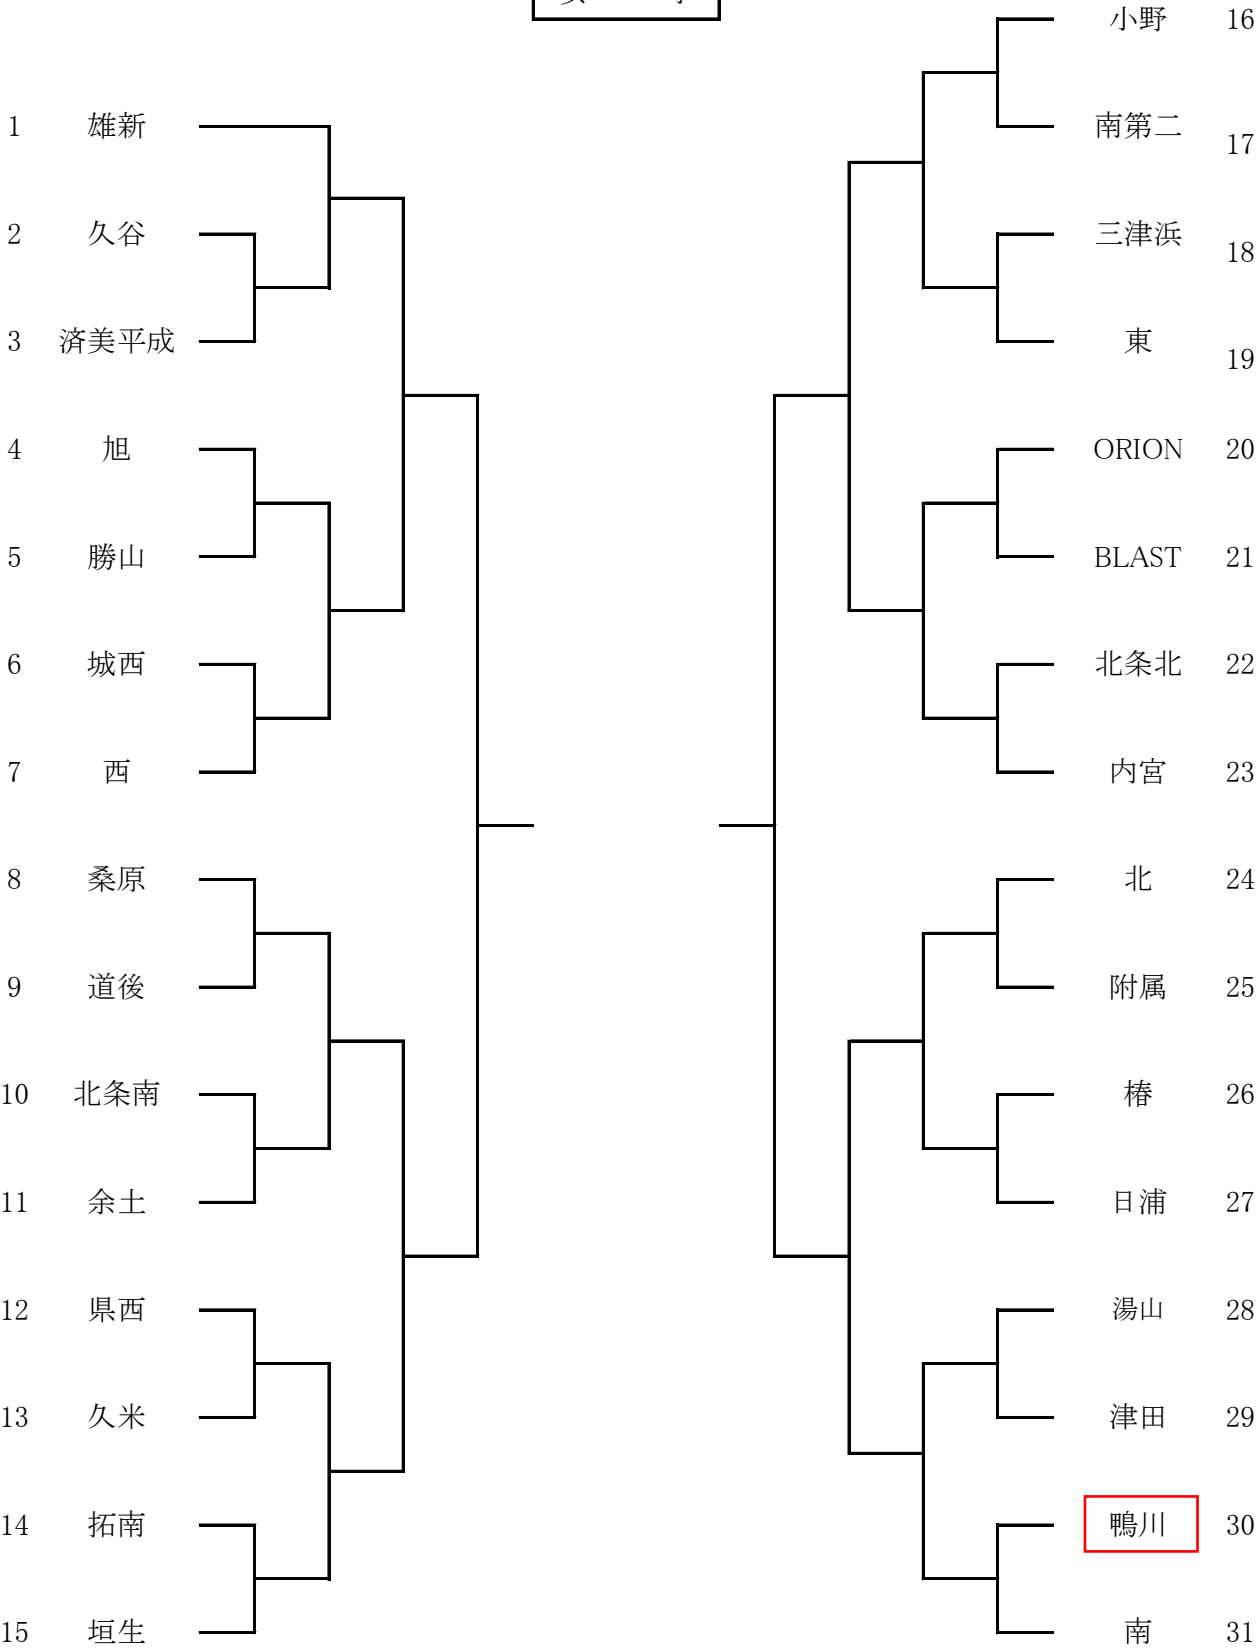 1 雄新
2 久谷
3 済美平成
4 旭
5 勝山
6 城西
7 西
8 桑原
9 道後
10 北条南
11 余土
12 県西
13 久米
14 拓南
15 垣生
小野 16
南第二 17
三津浜 18
東 19
ORION 20
BLAST 21
北条北 22
内宮 23
北 24
附属 25
椿 26
日浦 27
湯山 28
津田 29
鴨川 30
南 31